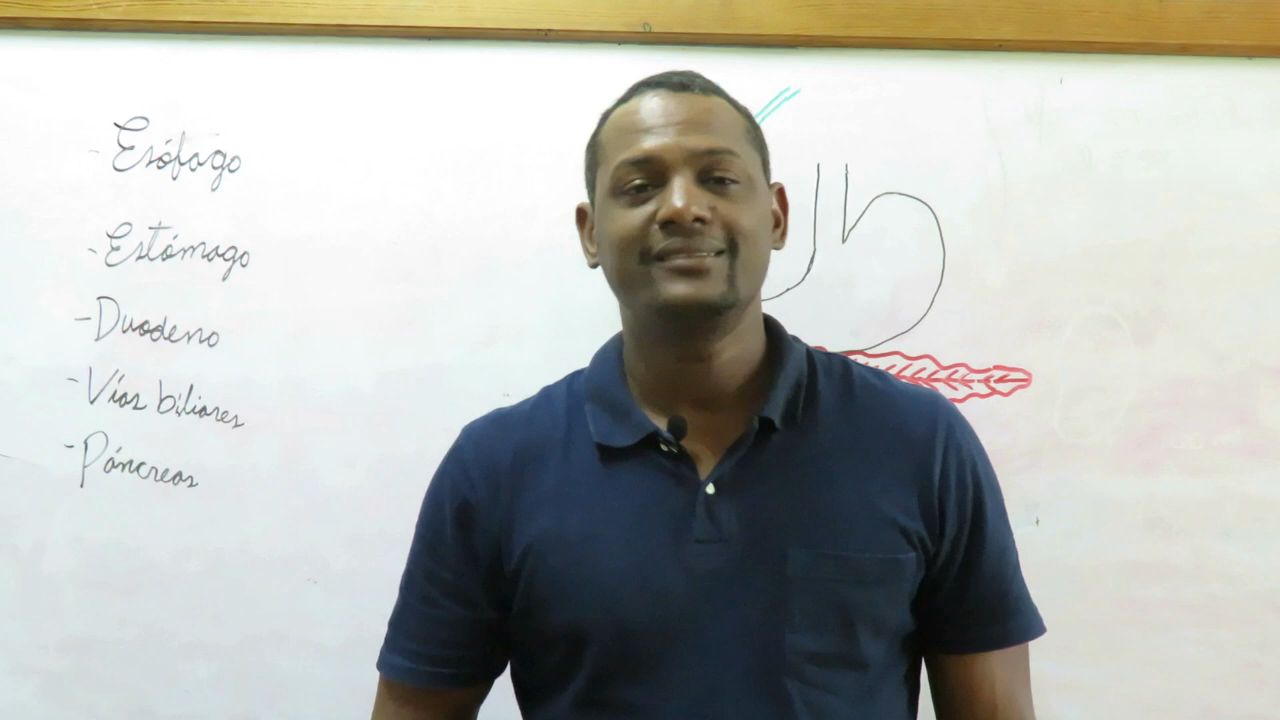 - Esófago
- Estómago
- Duodeno
- Vías biliares
- Páncreas